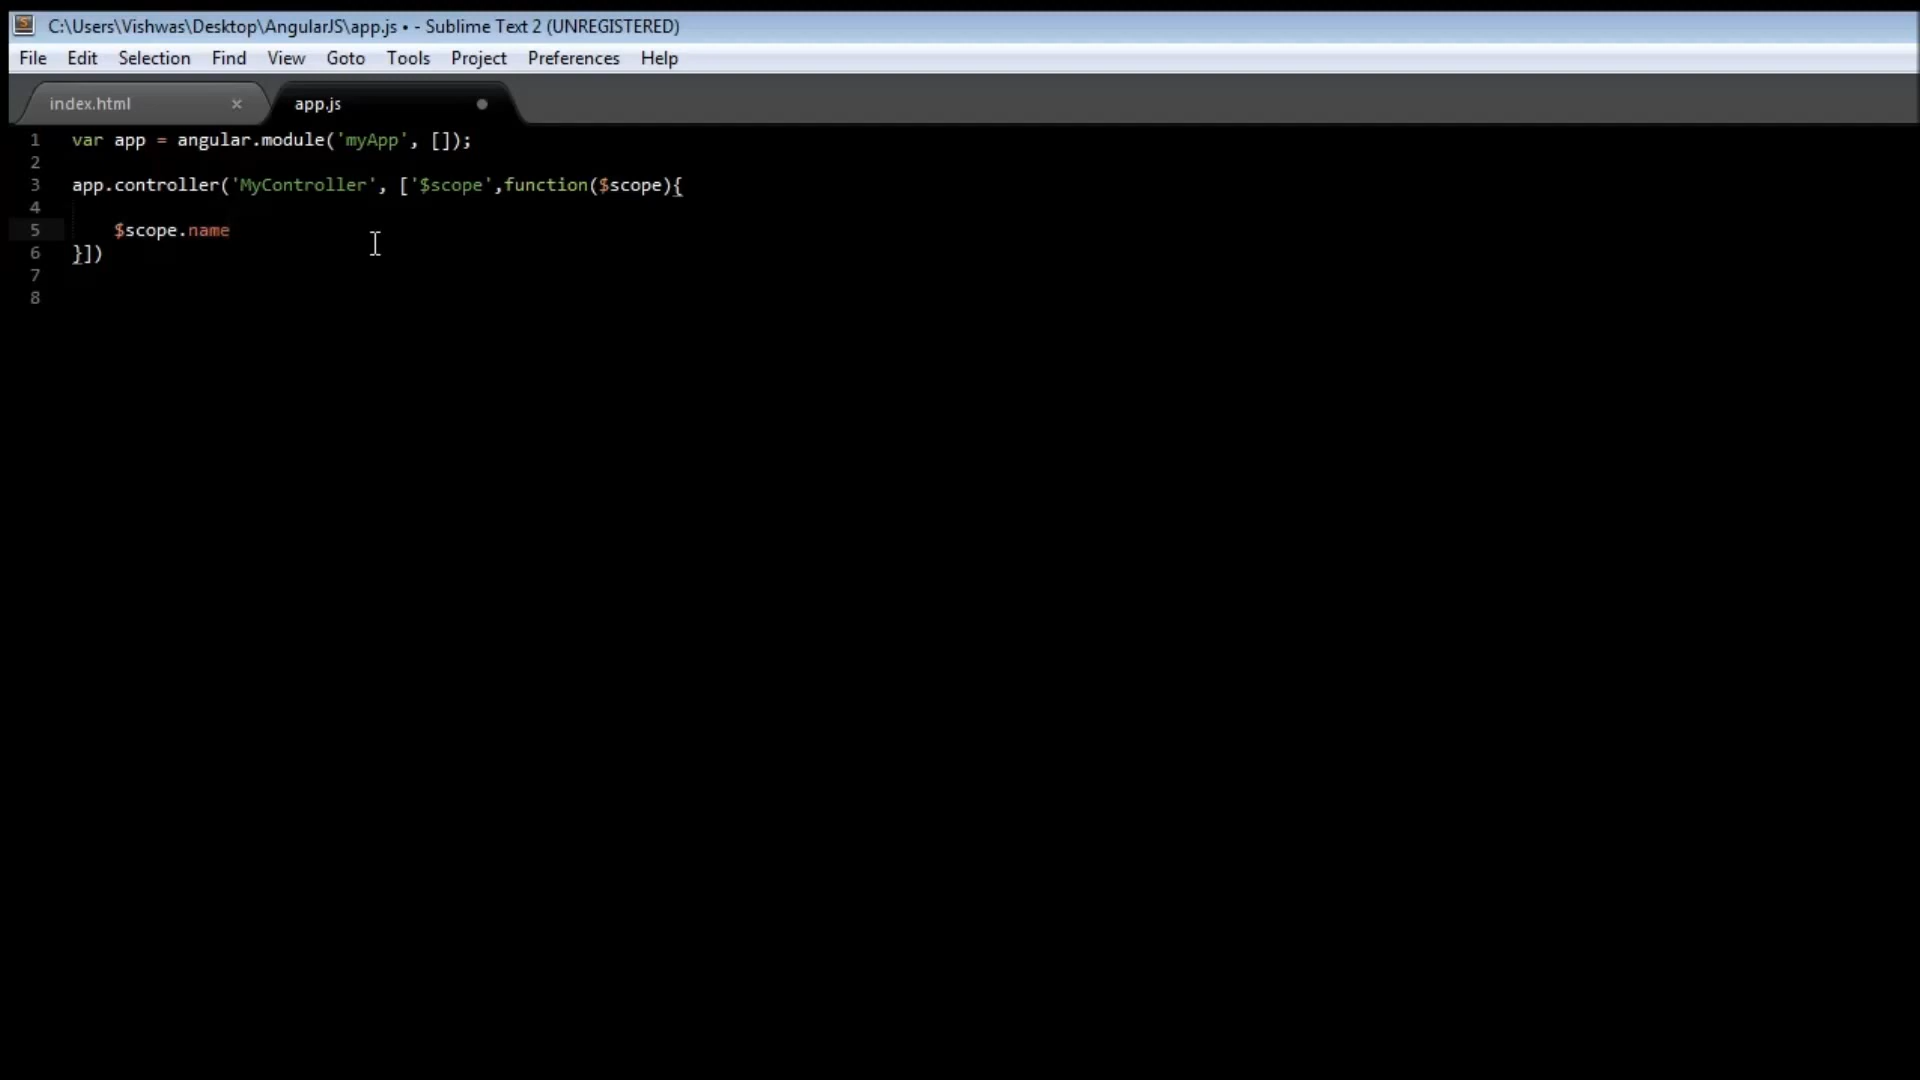 C:\Users\Vishwas\Desktop\AngularJS\app.js • - Sublime Text 2 (UNREGISTERED)
File Edit Selection Find View Goto Tools Project Preferences Help
index.html × app.js
1 var app = angular.module('myApp', []);
2
3 app.controller('MyController', ['$scope',function($scope){
4
5 $scope.name
6 }])
7
8